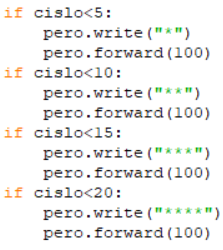 if cislo<5:
    pero.write("*")
    pero.forward(100)
if cislo<10:
    pero.write("**")
    pero.forward(100)
if cislo<15:
    pero.write("***")
    pero.forward(100)
if cislo<20:
    pero.write("****")
    pero.forward(100)